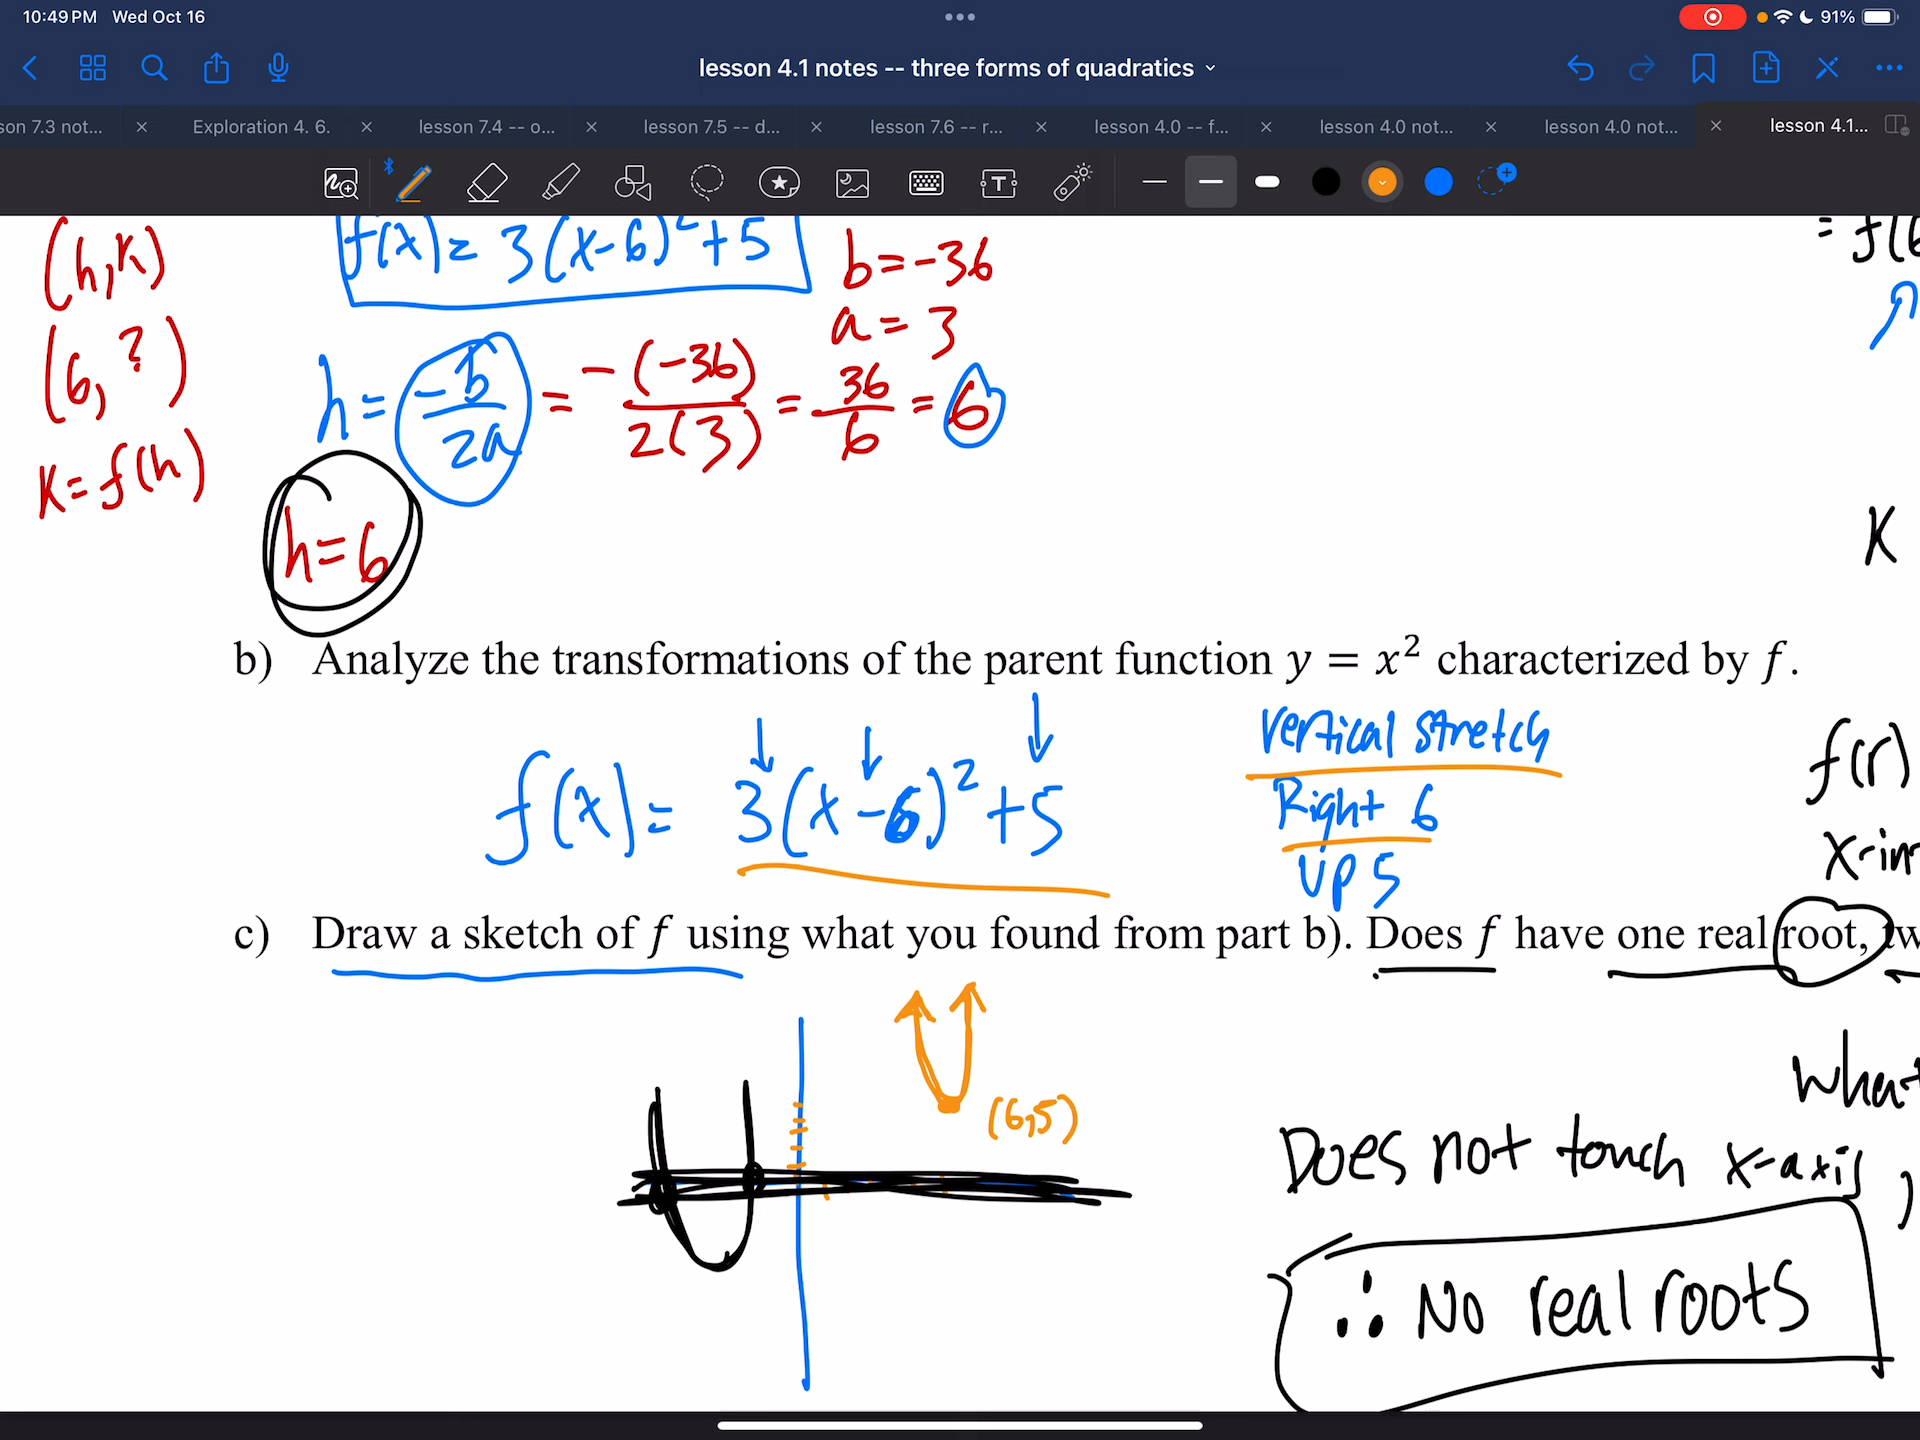 10:49 PM Wed Oct 16
91%
lesson 4.1 notes -- three forms of quadratics
son 7.3 not...
Exploration 4. 6.
lesson 7.4 -- o...
lesson 7.5 -- d...
lesson 7.6 -- r...
lesson 4.0 -- f...
lesson 4.0 not...
lesson 4.0 not...
lesson 4.1...
(h,k)
f(x) = 3(x-6)²+5
b=-36
= f(6
(6, ?)
a = 3
h = -b/2a = -(-36)/2(3) = 36/6 = 6
K = f(h)
h=6
K
b) Analyze the transformations of the parent function y = x² characterized by f.
Vertical stretch
f(x) = 3(x-6)²+5
Right 6
f(r)
Up 5
x-in
c) Draw a sketch of f using what you found from part b). Does f have one real root, tw
(6,5)
What
Does not touch x-axis,
∴ No real roots